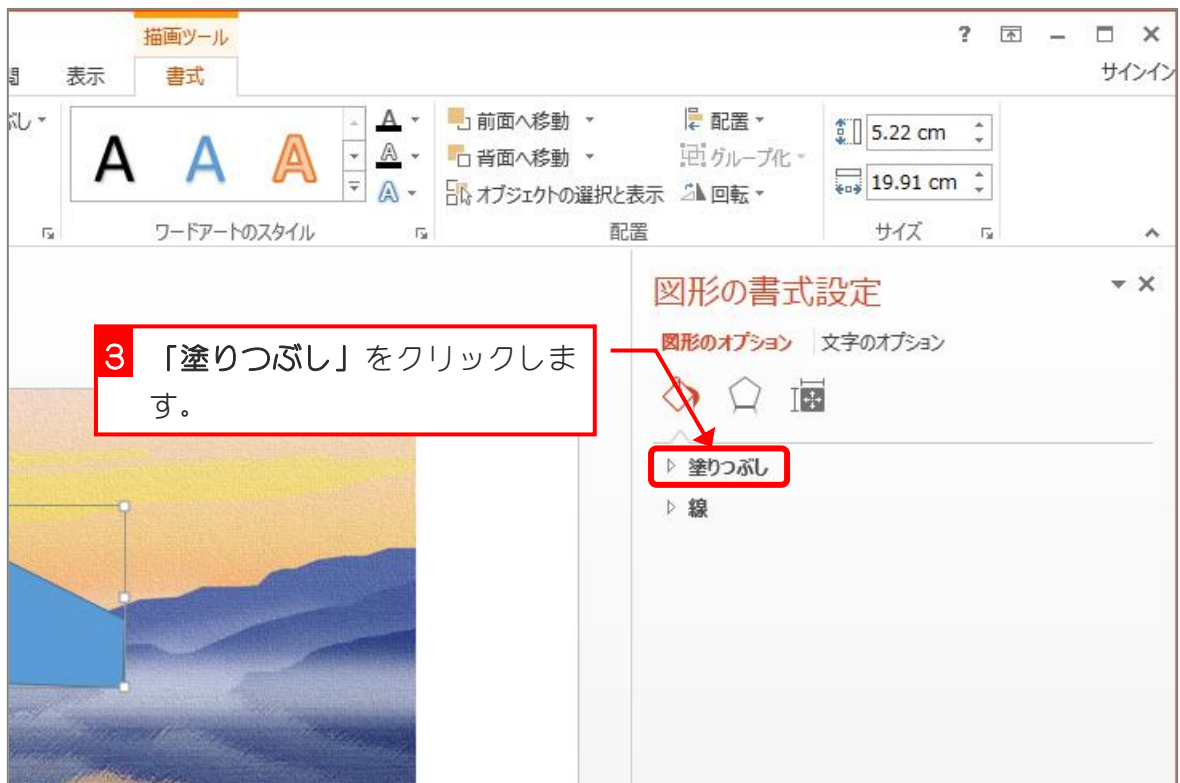 描画ツール
?
表示 書式
サインイン
A A A
A
A
A
前面へ移動
背面へ移動
オブジェクトの選択と表示
配置
グループ化
回転
5.22 cm
19.91 cm
ワードアートのスタイル
配置
サイズ
図形の書式設定
図形のオプション 文字のオプション
3 「塗りつぶし」をクリックしま
す。
塗りつぶし
線